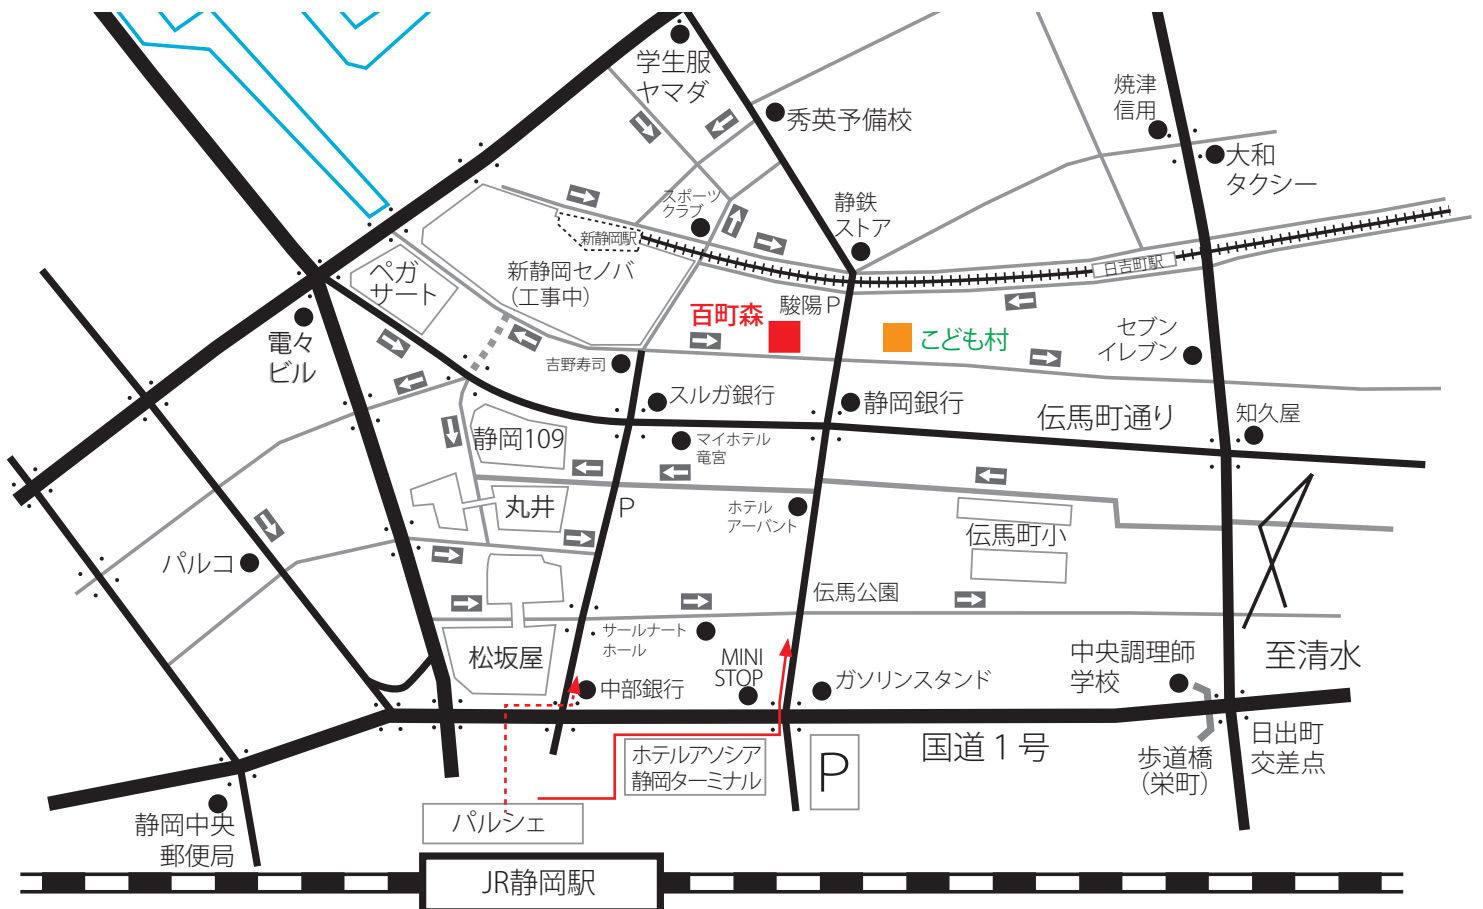 学生服
ヤマダ
秀英予備校
焼津
信用
大和
タクシー
スポーツ
クラブ
静鉄
ストア
新静岡駅
日吉町駅
ペガ
サート
新静岡セノバ
(工事中)
百町森
駿陽P
こども村
セブン
イレブン
電々
ビル
吉野寿司
スルガ銀行
静岡銀行
伝馬町通り
知久屋
静岡109
マイホテル
竜宮
丸井
P
ホテル
アーバント
伝馬町小
パルコ
伝馬公園
サールナート
ホール
松坂屋
MINI
STOP
中央調理師
学校
至清水
中部銀行
ガソリンスタンド
国道1号
歩道橋
(栄町)
日出町
交差点
ホテルアソシア
静岡ターミナル
P
静岡中央
郵便局
パルシェ
JR静岡駅